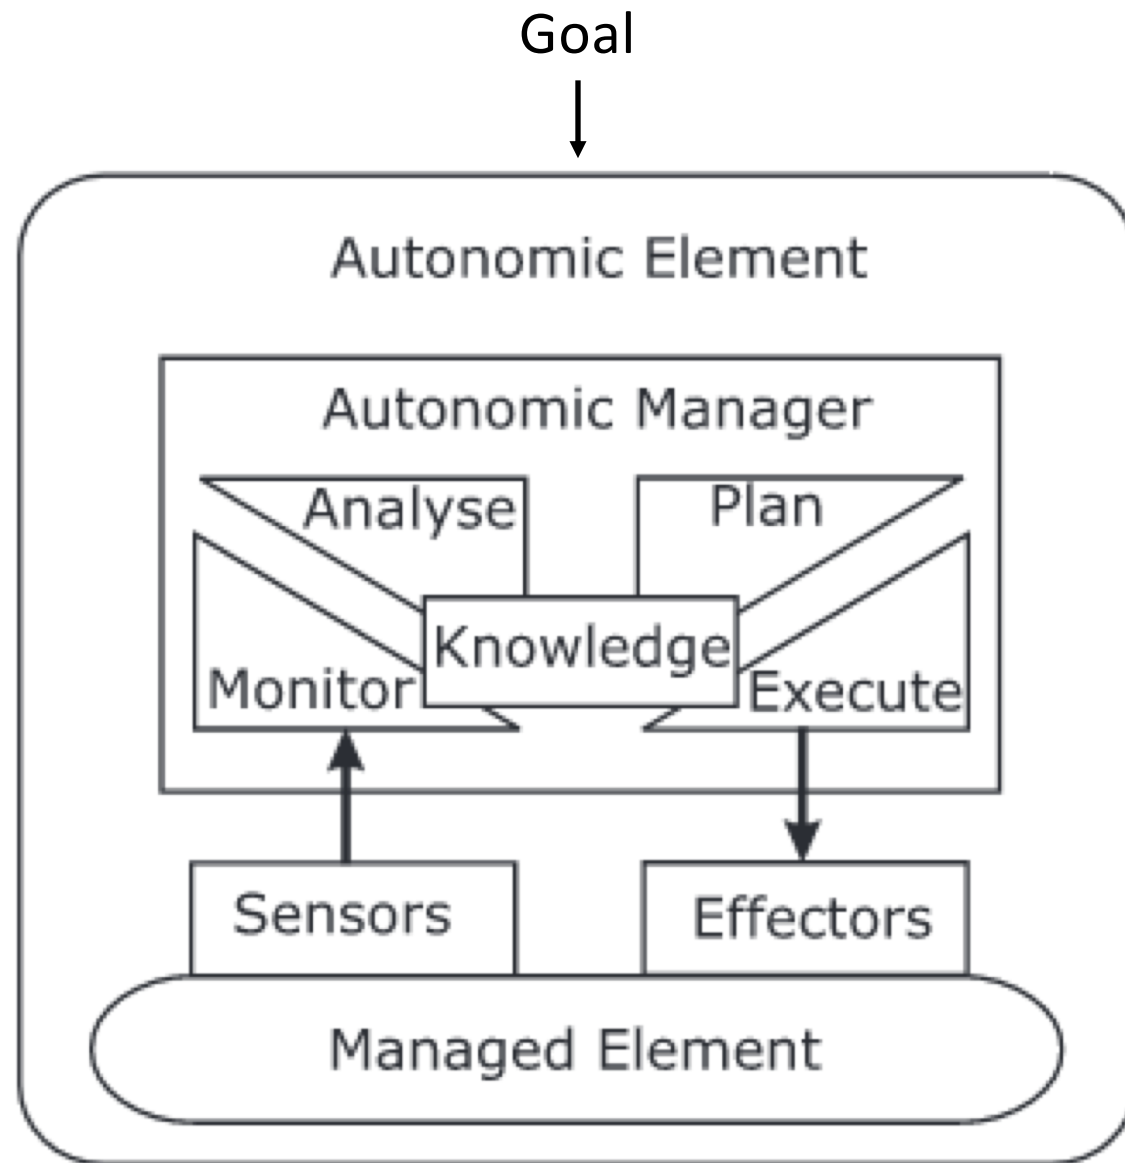 Goal
Autonomic Element
Autonomic Manager
Analyse
Plan
Knowledge
Monitor
Execute
Sensors
Effectors
Managed Element